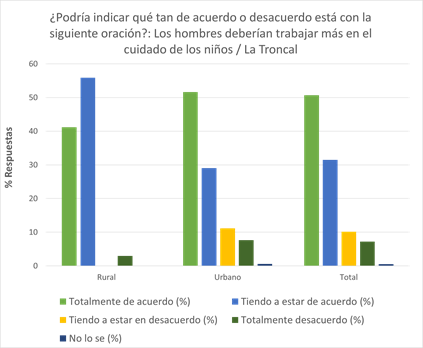 ¿Podría indicar qué tan de acuerdo o desacuerdo está con la
siguiente oración?: Los hombres deberían trabajar más en el
cuidado de los niños / La Troncal
% Respuestas
60
50
40
30
20
10
0
Rural
Urbano
Total
Totalmente de acuerdo (%)
Tiendo a estar de acuerdo (%)
Tiendo a estar en desacuerdo (%)
Totalmente desacuerdo (%)
No lo se (%)